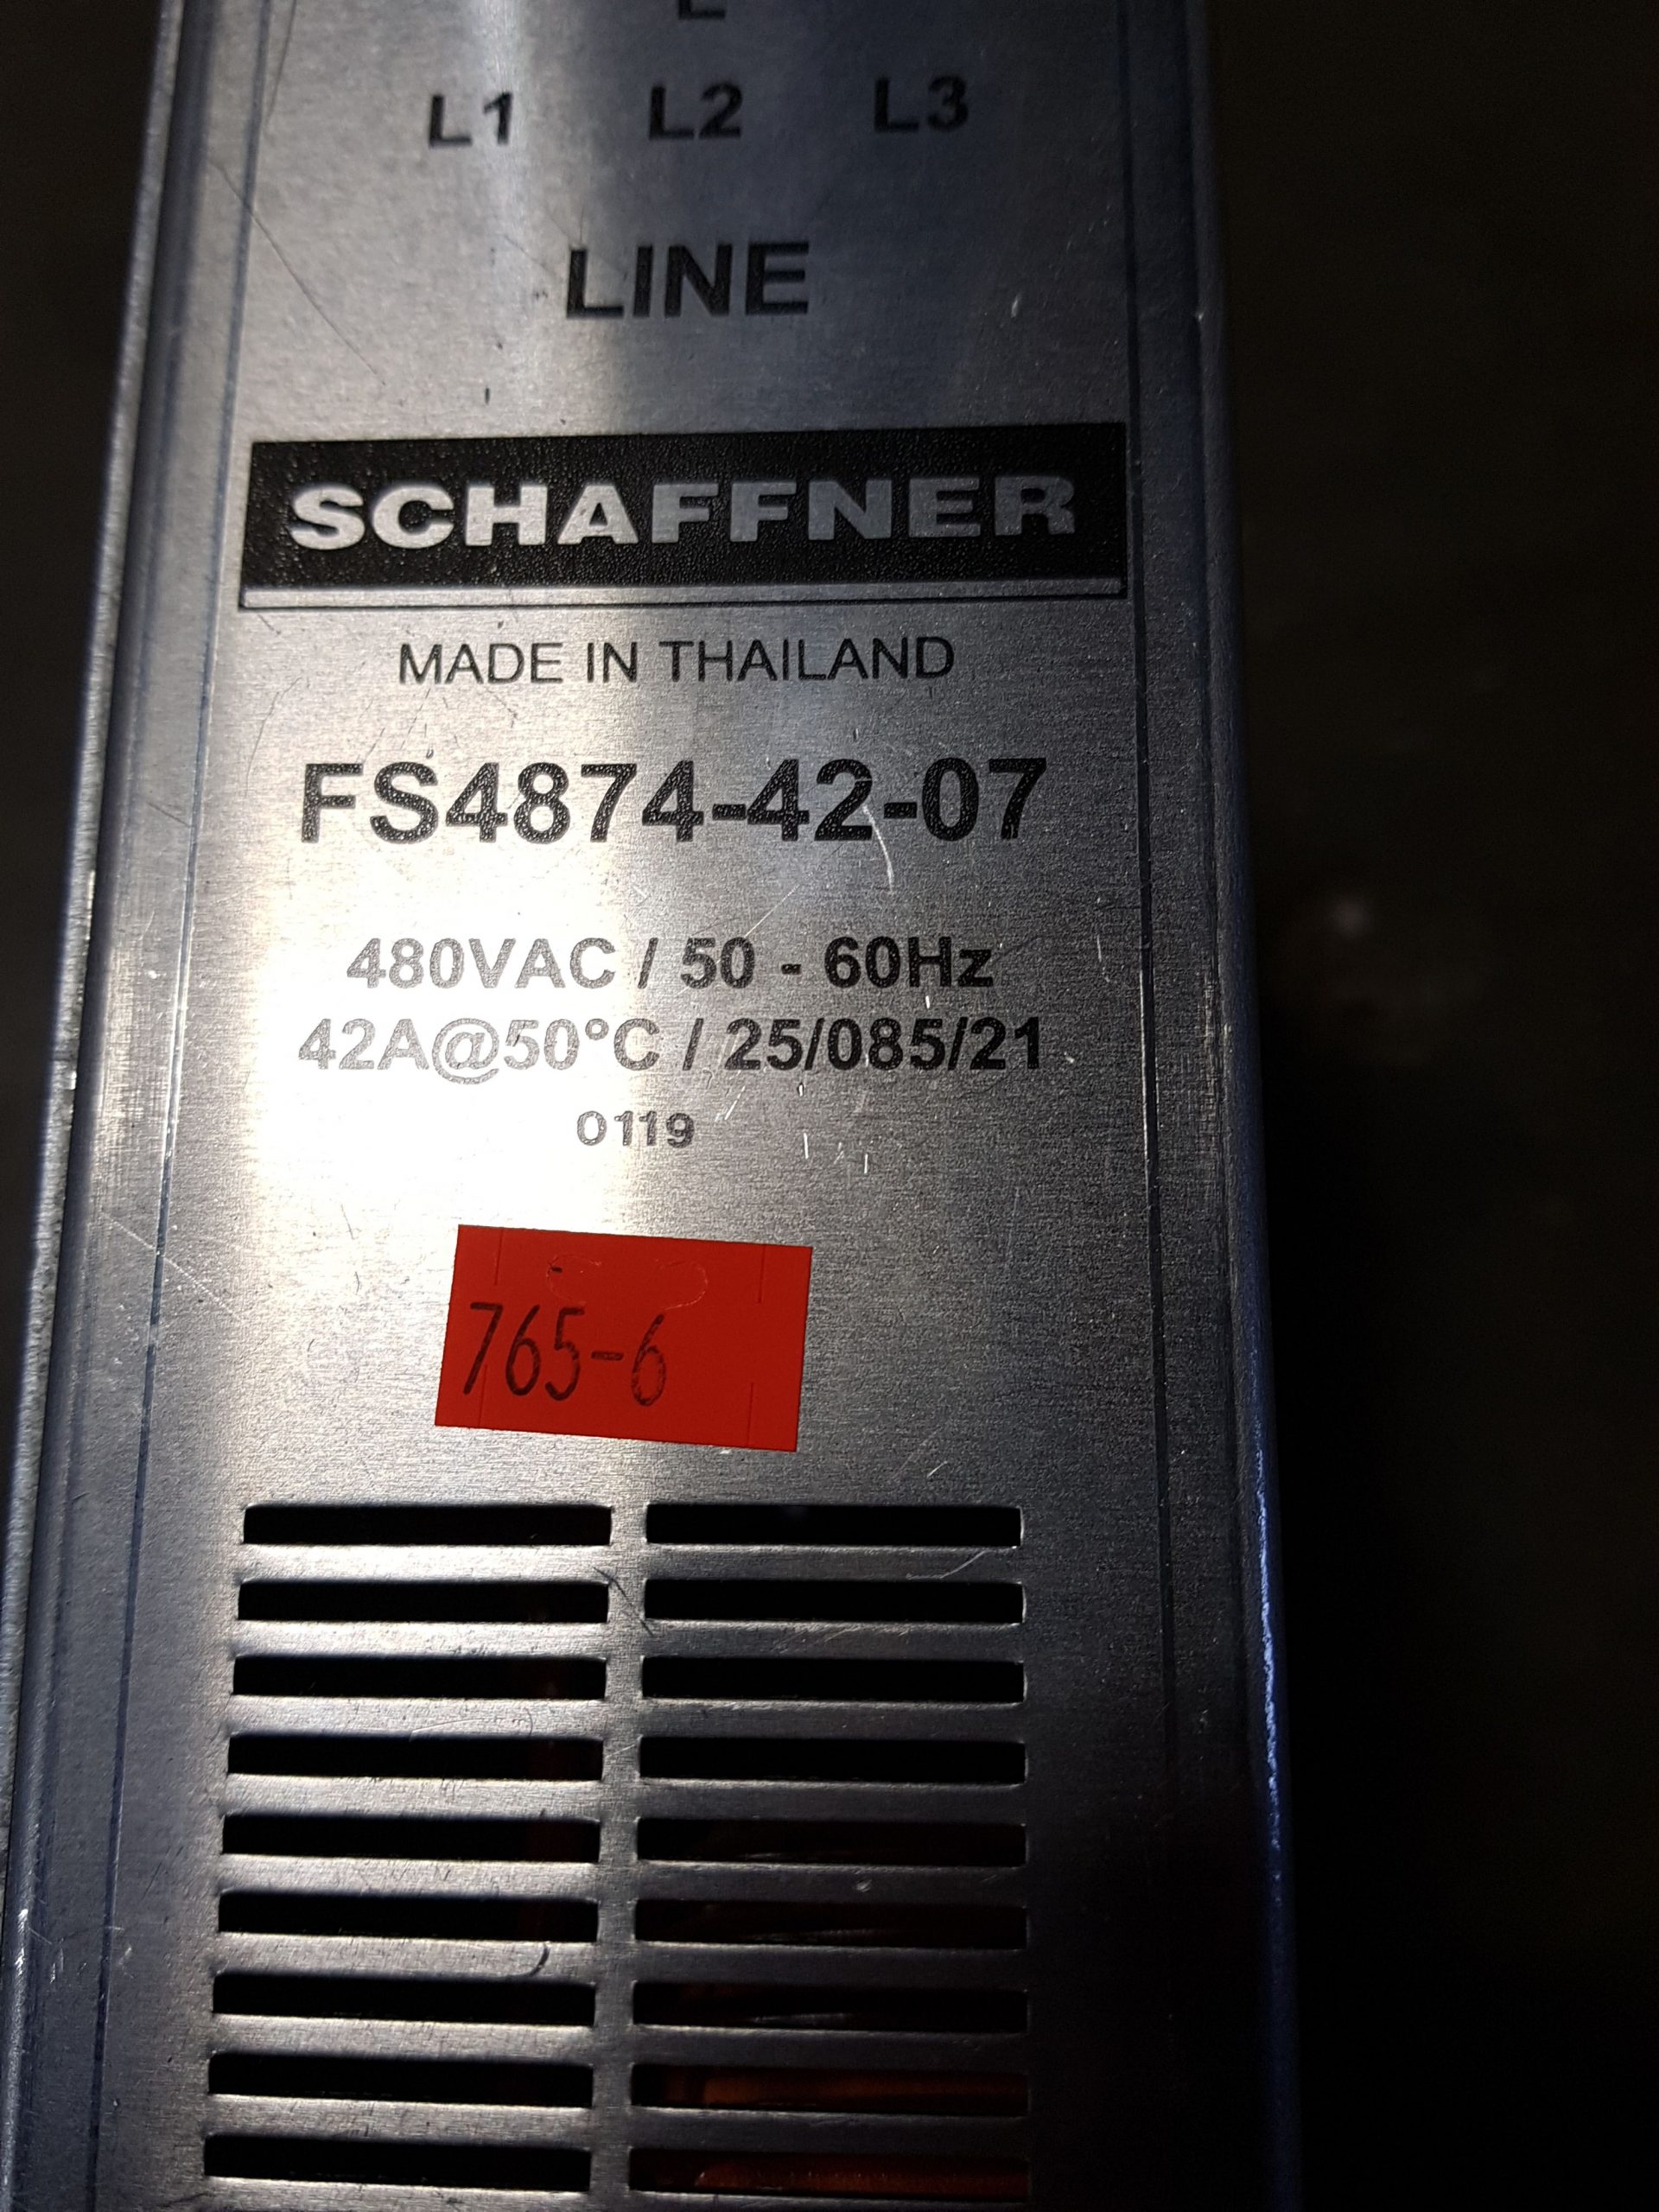 E
L1 L2 L3
LINE
SCHAFFNER
MADE IN THAILAND
FS4874-42-07
480VAC / 50 - 60Hz
42A@50°C / 25/085/21
0119
765-6